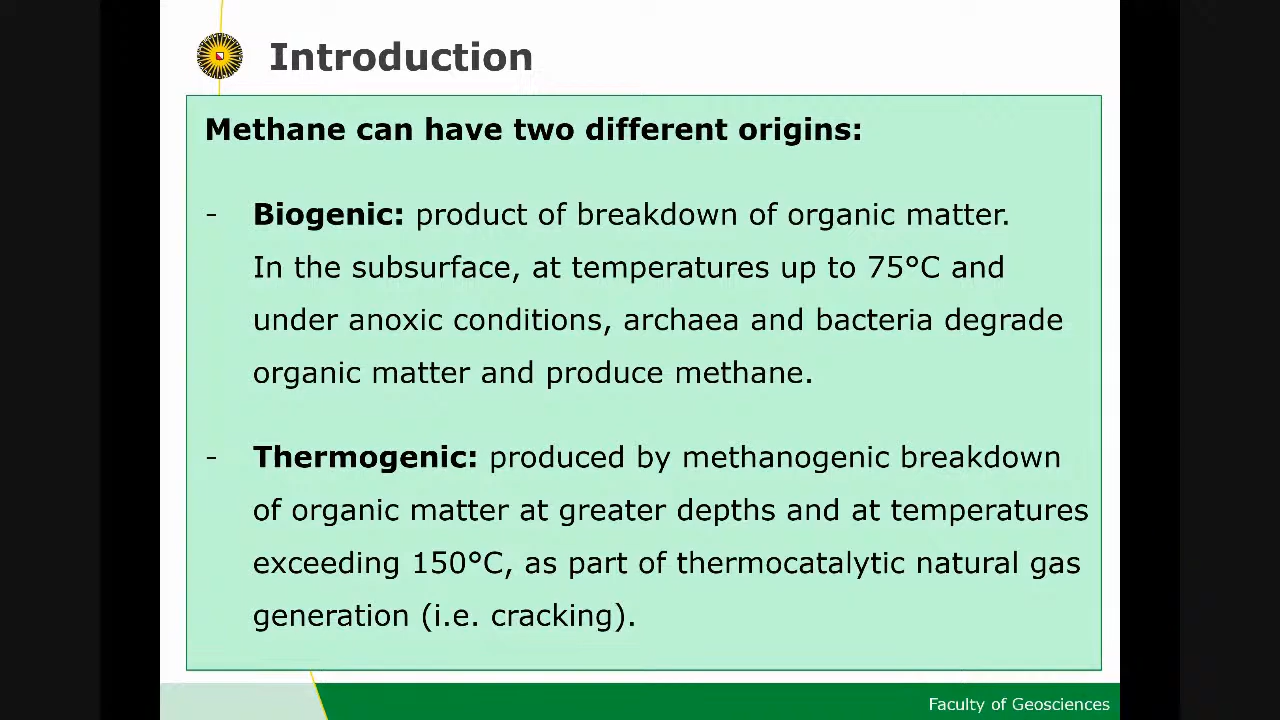 Introduction
Methane can have two different origins:
- Biogenic: product of breakdown of organic matter.
In the subsurface, at temperatures up to 75°C and
under anoxic conditions, archaea and bacteria degrade
organic matter and produce methane.
- Thermogenic: produced by methanogenic breakdown
of organic matter at greater depths and at temperatures
exceeding 150°C, as part of thermocatalytic natural gas
generation (i.e. cracking).
Faculty of Geosciences